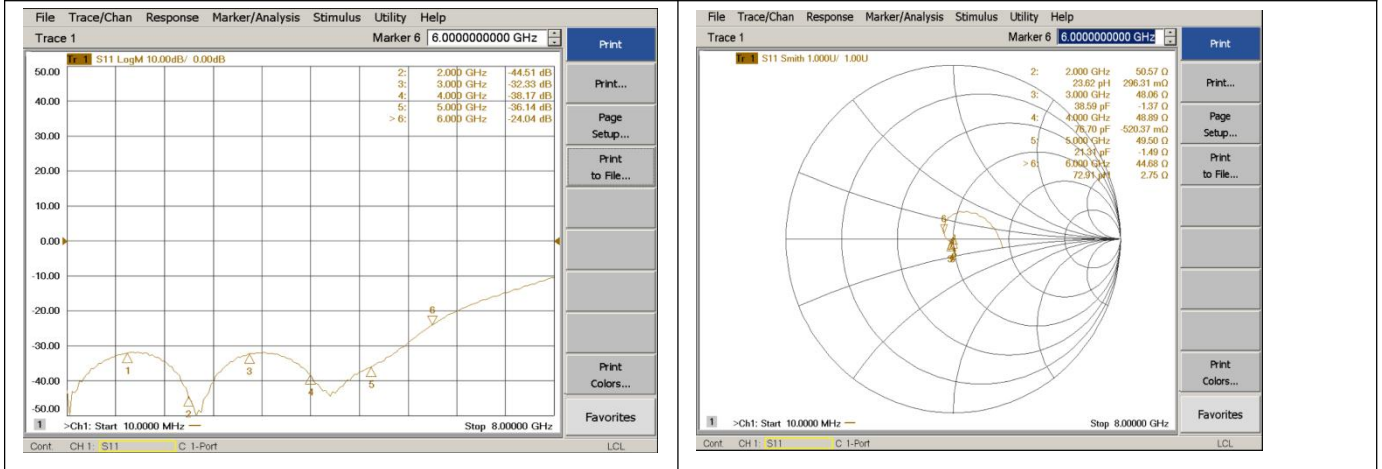 File Trace/Chan Response Marker/Analysis Stimulus Utility Help
Trace 1 Marker 6 6.0000000000 GHz
Tr 1 S11 LogM 10.00dB/ 0.00dB
50.00
40.00
30.00
20.00
10.00
0.00
-10.00
-20.00
-30.00
-40.00
-50.00
2: 2.000 GHz -44.51 dB
3: 3.000 GHz -32.33 dB
4: 4.000 GHz -38.17 dB
5: 5.000 GHz -36.14 dB
> 6: 6.000 GHz -24.04 dB
1
2
3
4
5
6
1 >Ch1: Start 10.0000 MHz Stop 8.00000 GHz
Cont. CH 1: S11 C 1-Port LCL
Print
Print...
Page
Setup...
Print
to File...
Print
Colors...
Favorites
File Trace/Chan Response Marker/Analysis Stimulus Utility Help
Trace 1 Marker 6 6.0000000000 GHz
Tr 1 S11 Smith 1.000U/ 1.00U
2: 2.000 GHz 50.57 Ω
23.62 pH 296.31 mΩ
3: 3.000 GHz 48.06 Ω
38.59 pF -1.37 Ω
4: 4.000 GHz 48.89 Ω
76.70 pF -520.37 mΩ
5: 5.000 GHz 49.50 Ω
21.31 pF -1.49 Ω
> 6: 6.000 GHz 44.68 Ω
72.91 pH 2.75 Ω
6
1 >Ch1: Start 10.0000 MHz Stop 8.00000 GHz
Cont. CH 1: S11 C 1-Port LCL
Print
Print...
Page
Setup...
Print
to File...
Print
Colors...
Favorites